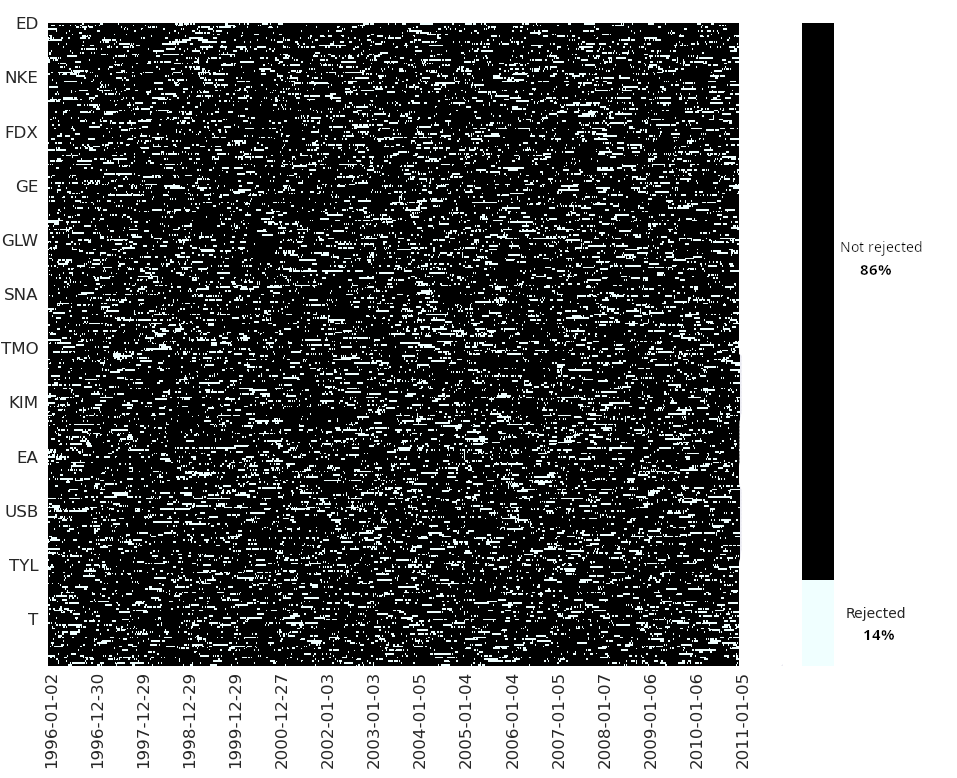 ED
NKE
FDX
GE
GLW
SNA
TMO
KIM
EA
USB
TYL
T
1996-01-02
1996-12-30
1997-12-29
1998-12-29
1999-12-29
2000-12-27
2002-01-03
2003-01-03
2004-01-05
2005-01-04
2006-01-04
2007-01-05
2008-01-07
2009-01-06
2010-01-06
2011-01-05
Not rejected
86%
Rejected
14%